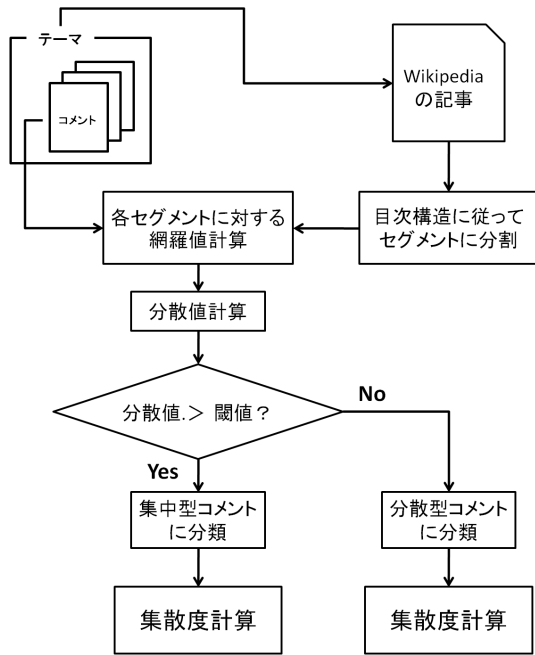 テーマ
コメント
Wikipedia
の記事
各セグメントに対する
網羅値計算
目次構造に従って
セグメントに分割
分散値計算
分散値.> 閾値?
No
Yes
集中型コメント
に分類
分散型コメント
に分類
集散度計算
集散度計算